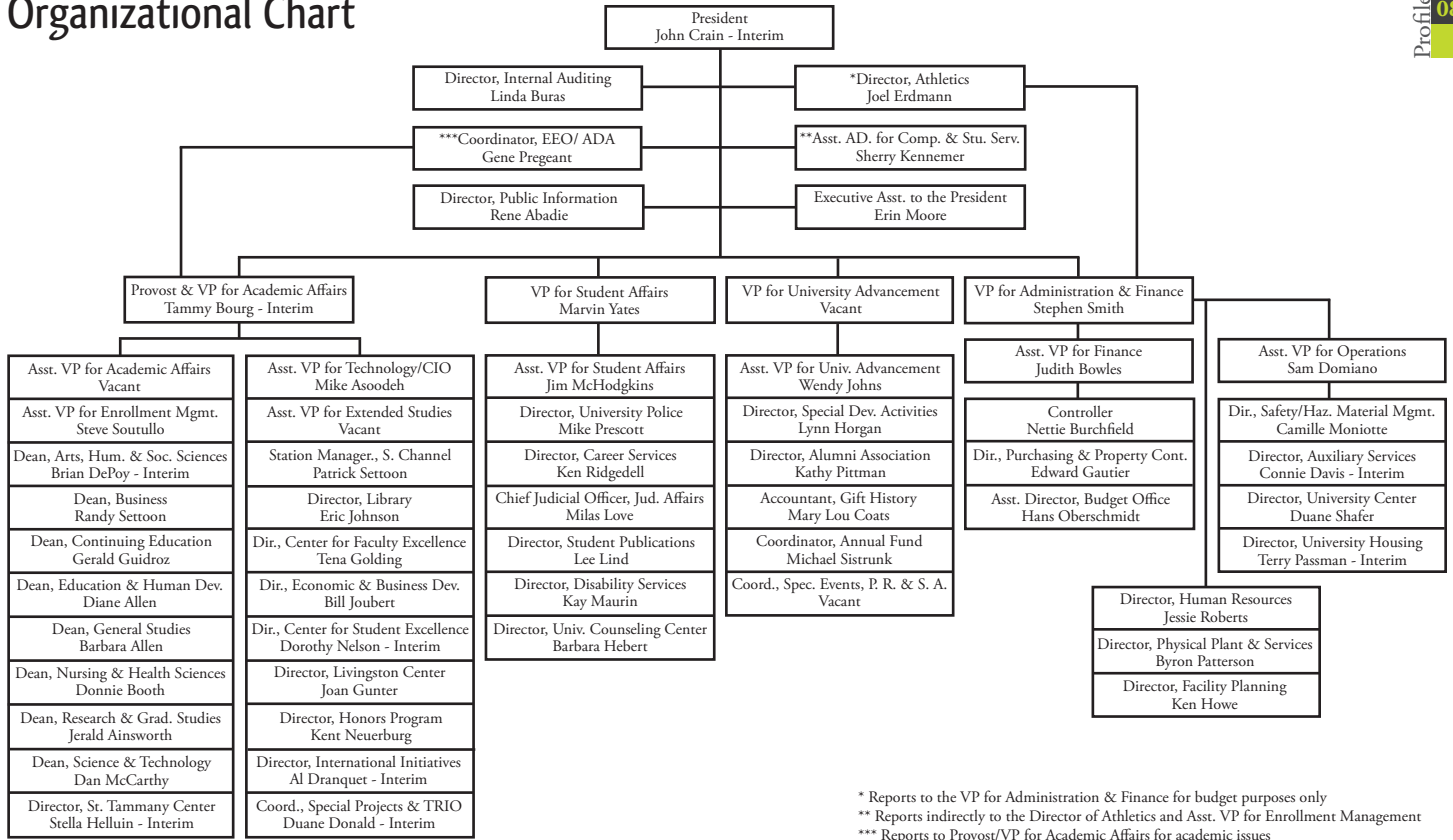 Organizational Chart
Profile
08
President
John Crain - Interim
Director, Internal Auditing
Linda Buras
*Director, Athletics
Joel Erdmann
***Coordinator, EEO/ ADA
Gene Pregeant
**Asst. AD. for Comp. & Stu. Serv.
Sherry Kennemer
Director, Public Information
Rene Abadie
Executive Asst. to the President
Erin Moore
Provost & VP for Academic Affairs
Tammy Bourg - Interim
VP for Student Affairs
Marvin Yates
VP for University Advancement
Vacant
VP for Administration & Finance
Stephen Smith
Asst. VP for Academic Affairs
Vacant
Asst. VP for Enrollment Mgmt.
Steve Soutullo
Dean, Arts, Hum. & Soc. Sciences
Brian DePoy - Interim
Dean, Business
Randy Settoon
Dean, Continuing Education
Gerald Guidroz
Dean, Education & Human Dev.
Diane Allen
Dean, General Studies
Barbara Allen
Dean, Nursing & Health Sciences
Donnie Booth
Dean, Research & Grad. Studies
Jerald Ainsworth
Dean, Science & Technology
Dan McCarthy
Director, St. Tammany Center
Stella Helluin - Interim
Asst. VP for Technology/CIO
Mike Asoodeh
Asst. VP for Extended Studies
Vacant
Station Manager., S. Channel
Patrick Settoon
Director, Library
Eric Johnson
Dir., Center for Faculty Excellence
Tena Golding
Dir., Economic & Business Dev.
Bill Joubert
Dir., Center for Student Excellence
Dorothy Nelson - Interim
Director, Livingston Center
Joan Gunter
Director, Honors Program
Kent Neuerburg
Director, International Initiatives
Al Dranquet - Interim
Coord., Special Projects & TRIO
Duane Donald - Interim
Asst. VP for Student Affairs
Jim McHodgkins
Director, University Police
Mike Prescott
Director, Career Services
Ken Ridgedell
Chief Judicial Officer, Jud. Affairs
Milas Love
Director, Student Publications
Lee Lind
Director, Disability Services
Kay Maurin
Director, Univ. Counseling Center
Barbara Hebert
Asst. VP for Univ. Advancement
Wendy Johns
Director, Special Dev. Activities
Lynn Horgan
Director, Alumni Association
Kathy Pittman
Accountant, Gift History
Mary Lou Coats
Coordinator, Annual Fund
Michael Sistrunk
Coord., Spec. Events, P. R. & S. A.
Vacant
Asst. VP for Finance
Judith Bowles
Controller
Nettie Burchfield
Dir., Purchasing & Property Cont.
Edward Gautier
Asst. Director, Budget Office
Hans Oberschmidt
Asst. VP for Operations
Sam Domiano
Dir., Safety/Haz. Material Mgmt.
Camille Moniotte
Director, Auxiliary Services
Connie Davis - Interim
Director, University Center
Duane Shafer
Director, University Housing
Terry Passman - Interim
Director, Human Resources
Jessie Roberts
Director, Physical Plant & Services
Byron Patterson
Director, Facility Planning
Ken Howe
* Reports to the VP for Administration & Finance for budget purposes only
** Reports indirectly to the Director of Athletics and Asst. VP for Enrollment Management
*** Reports to Provost/VP for Academic Affairs for academic issues